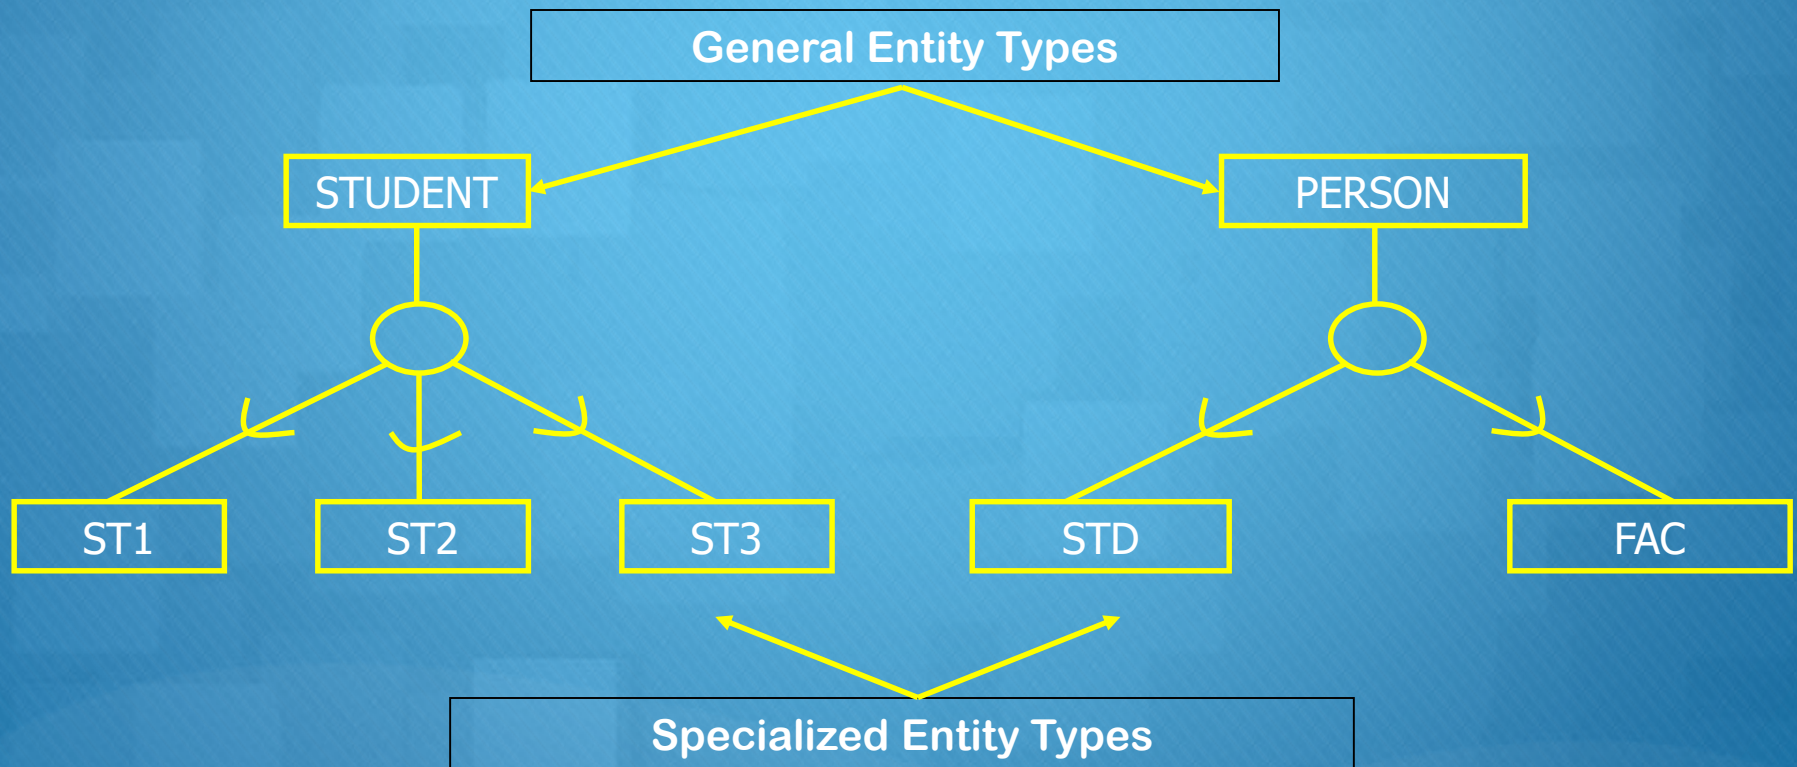 General Entity Types
STUDENT
PERSON
ST1
ST2
ST3
STD
FAC
Specialized Entity Types